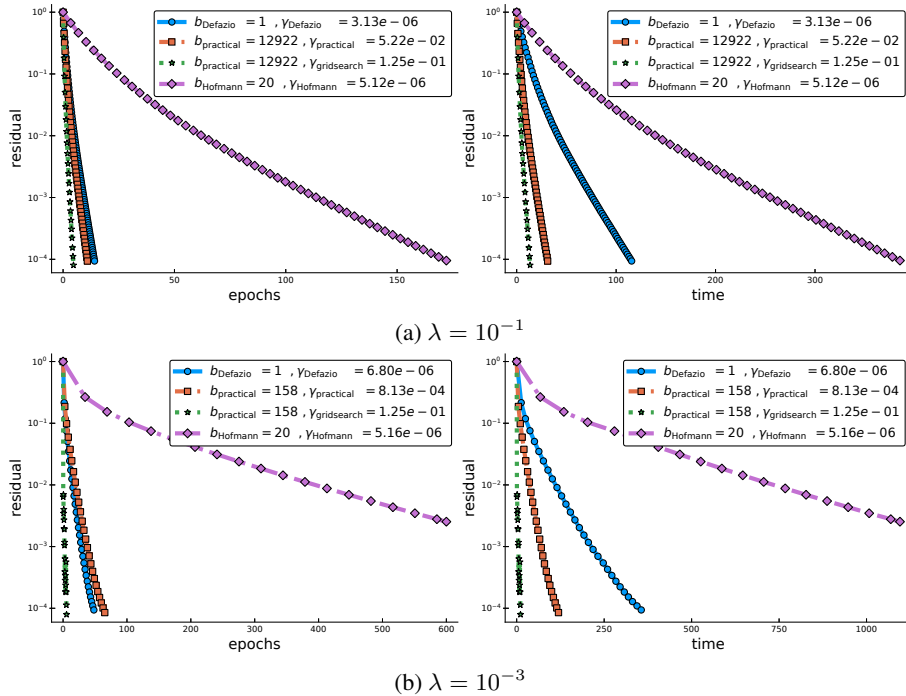 residual
10⁰
10⁻¹
10⁻²
10⁻³
10⁻⁴
b_Defazio = 1 , γ_Defazio = 3.13e − 06
b_practical = 12922 , γ_practical = 5.22e − 02
b_practical = 12922 , γ_gridsearch = 1.25e − 01
b_Hofmann = 20 , γ_Hofmann = 5.12e − 06
0 50 100 150
epochs
residual
10⁰
10⁻¹
10⁻²
10⁻³
10⁻⁴
b_Defazio = 1 , γ_Defazio = 3.13e − 06
b_practical = 12922 , γ_practical = 5.22e − 02
b_practical = 12922 , γ_gridsearch = 1.25e − 01
b_Hofmann = 20 , γ_Hofmann = 5.12e − 06
0 100 200 300
time
(a) λ = 10⁻¹
residual
10⁰
10⁻¹
10⁻²
10⁻³
10⁻⁴
b_Defazio = 1 , γ_Defazio = 6.80e − 06
b_practical = 158 , γ_practical = 8.13e − 04
b_practical = 158 , γ_gridsearch = 1.25e − 01
b_Hofmann = 20 , γ_Hofmann = 5.16e − 06
0 100 200 300 400 500 600
epochs
residual
10⁰
10⁻¹
10⁻²
10⁻³
10⁻⁴
b_Defazio = 1 , γ_Defazio = 6.80e − 06
b_practical = 158 , γ_practical = 8.13e − 04
b_practical = 158 , γ_gridsearch = 1.25e − 01
b_Hofmann = 20 , γ_Hofmann = 5.16e − 06
0 250 500 750 1000
time
(b) λ = 10⁻³